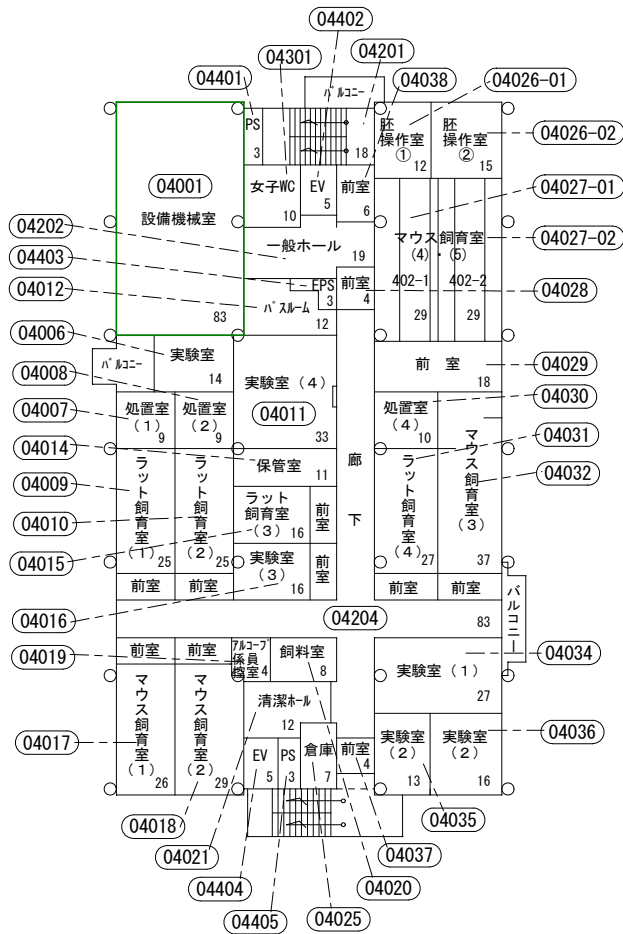 04402
04301
04201
04401
04038
04026-01
バルコニー
PS
3
18
胚
操作室
①
12
胚
操作室
②
15
04026-02
04001
設備機械室
83
女子WC
10
EV
5
前室
6
04027-01
04202
一般ホール
19
マウス飼育室
(4)・(5)
04027-02
04403
EPS
3
前室
4
402-1
402-2
04028
04012
バスルーム
12
29
29
04006
バルコニー
実験室
14
前 室
18
04029
04008
実験室(4)
04011
33
04030
04007
処置室
(1)
9
処置室
(2)
9
処置室
(4)
10
04031
04014
保管室
11
廊
下
マウス飼育室(3)
37
04032
04009
ラット飼育室(1)
25
04010
ラット飼育室(2)
25
ラット
飼育室
(3)
16
前室
ラット飼育室(4)
27
04015
実験室
(3)
16
前室
04016
前室
前室
前室
前室
バルコニー
04204
83
04019
前室
前室
アルコーブ
係員
控室
4
飼料室
8
実験室(1)
27
04034
清潔ホール
12
04017
マウス飼育室(1)
26
マウス飼育室(2)
29
EV
5
PS
3
倉庫
7
前室
4
実験室
(2)
13
実験室
(2)
16
04036
04018
04035
04021
04037
04404
04020
04405
04025